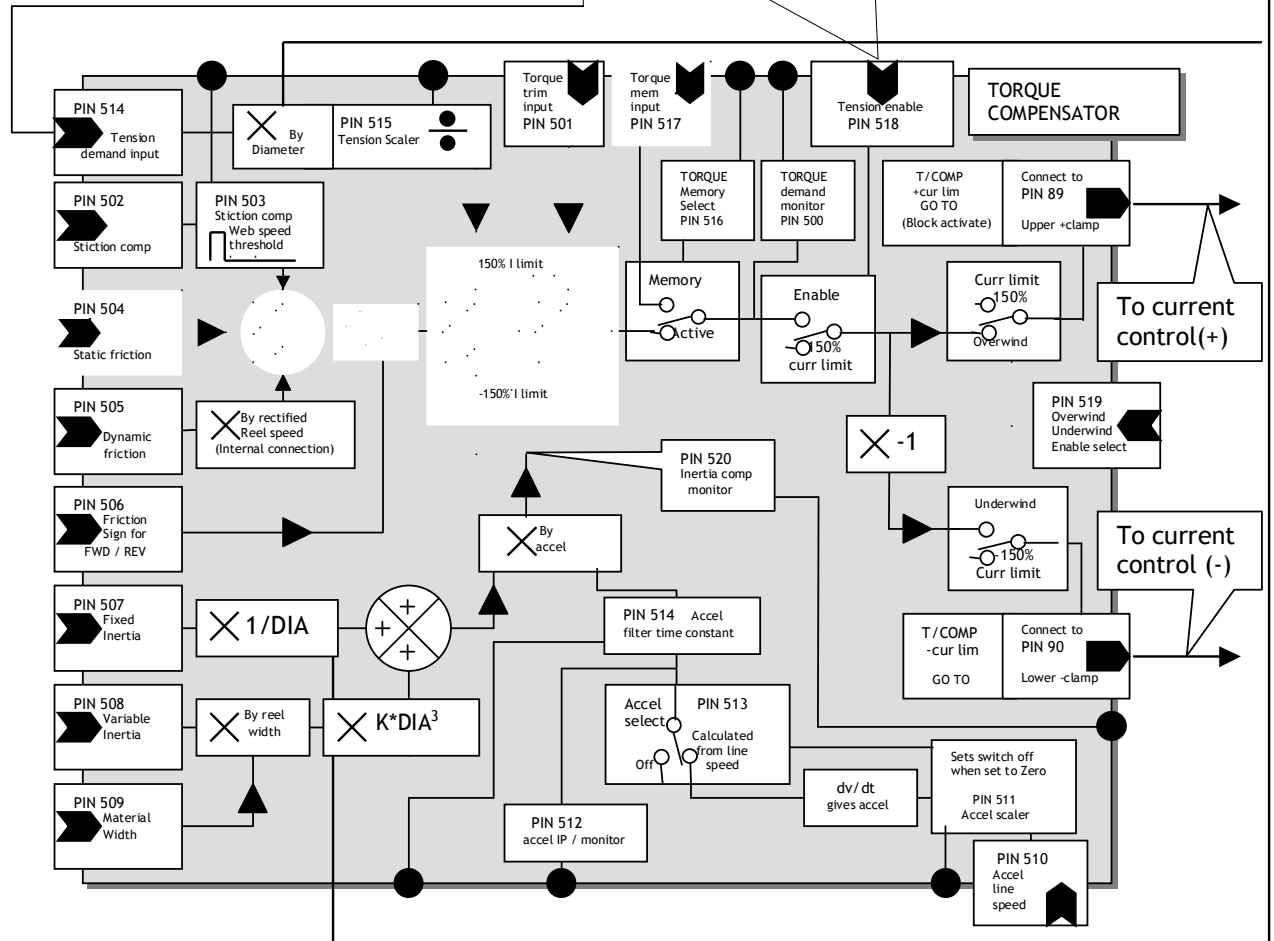 TORQUE
COMPENSATOR
PIN 514
Tension
demand input
By
Diameter
PIN 515
Tension Scaler
Torque
trim
input
PIN 501
Torque
mem
input
PIN 517
Tension enable
PIN 518
PIN 502
Stiction comp
PIN 503
Stiction comp
Web speed
threshold
TORQUE
Memory
Select
PIN 516
TORQUE
demand
monitor
PIN 500
T/COMP
+cur lim
GO TO
(Block activate)
Connect to
PIN 89
Upper +clamp
150% I limit
-150% I limit
Memory
Active
Enable
150%
curr limit
Curr limit
150%
Overwind
To current
control(+)
PIN 504
Static friction
PIN 505
Dynamic
friction
By rectified
Reel speed
(Internal connection)
PIN 519
Overwind
Underwind
Enable select
-1
PIN 520
Inertia comp
monitor
PIN 506
Friction
Sign for
FWD / REV
By
accel
Underwind
-150%
Curr limit
To current
control (-)
PIN 507
Fixed
Inertia
1/DIA
+
+
+
PIN 514 Accel
filter time constant
T/COMP
-cur lim
GO TO
Connect to
PIN 90
Lower -clamp
PIN 508
Variable
Inertia
By reel
width
K*DIA³
Accel
select
PIN 513
Calculated
from line
speed
Off
Sets switch off
when set to Zero
PIN 511
Accel scaler
dv/dt
gives accel
PIN 509
Material
Width
PIN 512
accel IP / monitor
PIN 510
Accel
line
speed